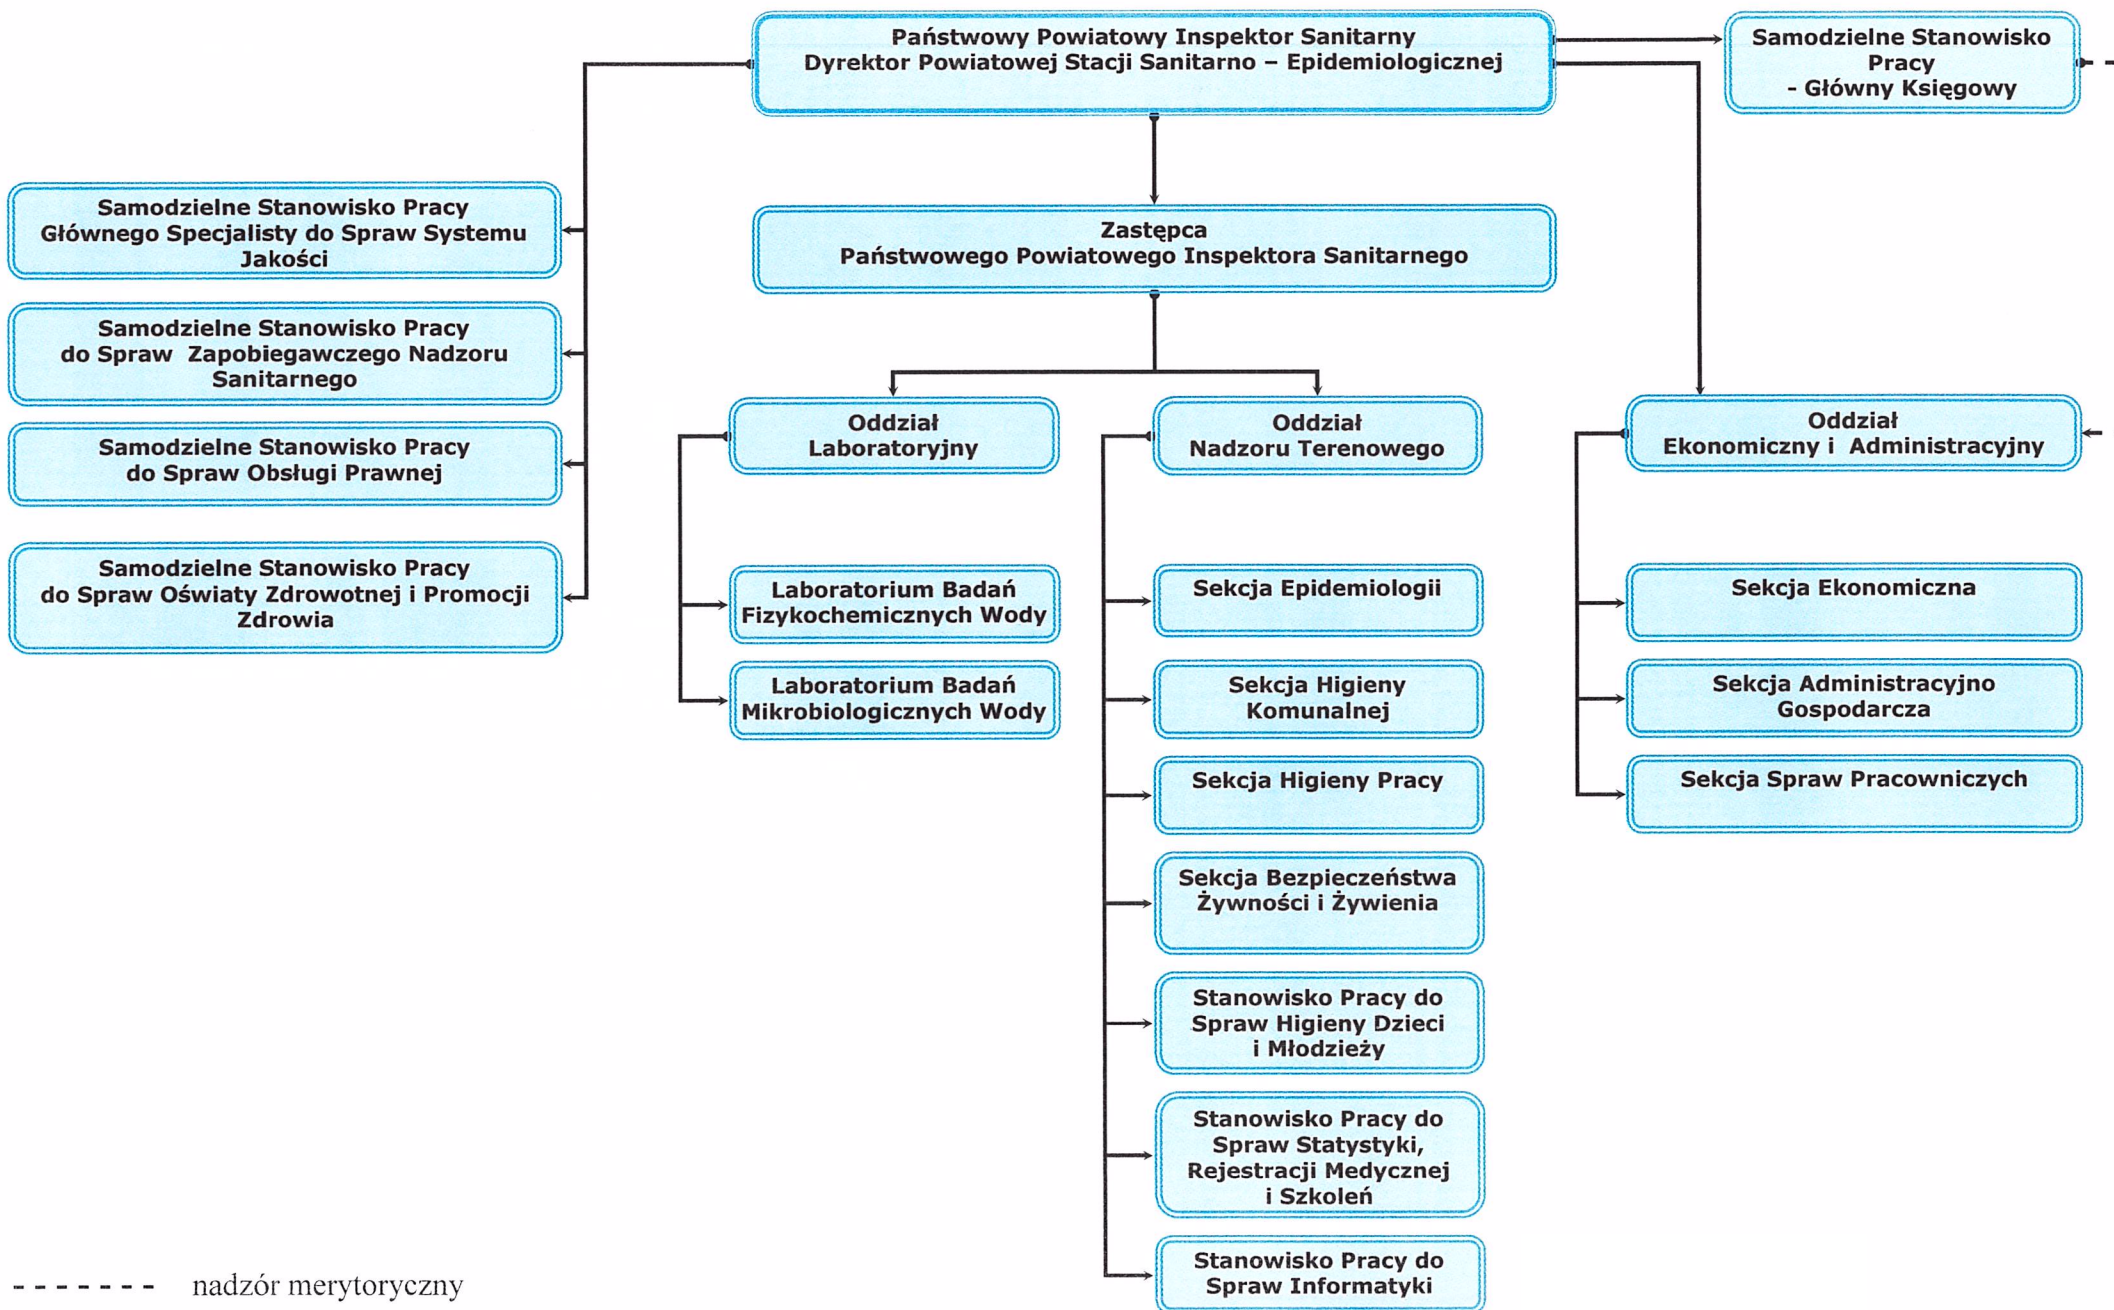 Państwowy Powiatowy Inspektor Sanitarny
Dyrektor Powiatowej Stacji Sanitarno – Epidemiologicznej
Samodzielne Stanowisko
Pracy
- Główny Księgowy
Zastępca
Państwowego Powiatowego Inspektora Sanitarnego
Samodzielne Stanowisko Pracy
Głównego Specjalisty do Spraw Systemu
Jakości
Samodzielne Stanowisko Pracy
do Spraw Zapobiegawczego Nadzoru
Sanitarnego
Samodzielne Stanowisko Pracy
do Spraw Obsługi Prawnej
Samodzielne Stanowisko Pracy
do Spraw Oświaty Zdrowotnej i Promocji
Zdrowia
Oddział
Laboratoryjny
Laboratorium Badań
Fizykochemicznych Wody
Laboratorium Badań
Mikrobiologicznych Wody
Oddział
Nadzoru Terenowego
Sekcja Epidemiologii
Sekcja Higieny
Komunalnej
Sekcja Higieny Pracy
Sekcja Bezpieczeństwa
Żywności i Żywienia
Stanowisko Pracy do
Spraw Higieny Dzieci
i Młodzieży
Stanowisko Pracy do
Spraw Statystyki,
Rejestracji Medycznej
i Szkoleń
Stanowisko Pracy do
Spraw Informatyki
Oddział
Ekonomiczny i Administracyjny
Sekcja Ekonomiczna
Sekcja Administracyjno
Gospodarcza
Sekcja Spraw Pracowniczych
nadzór merytoryczny